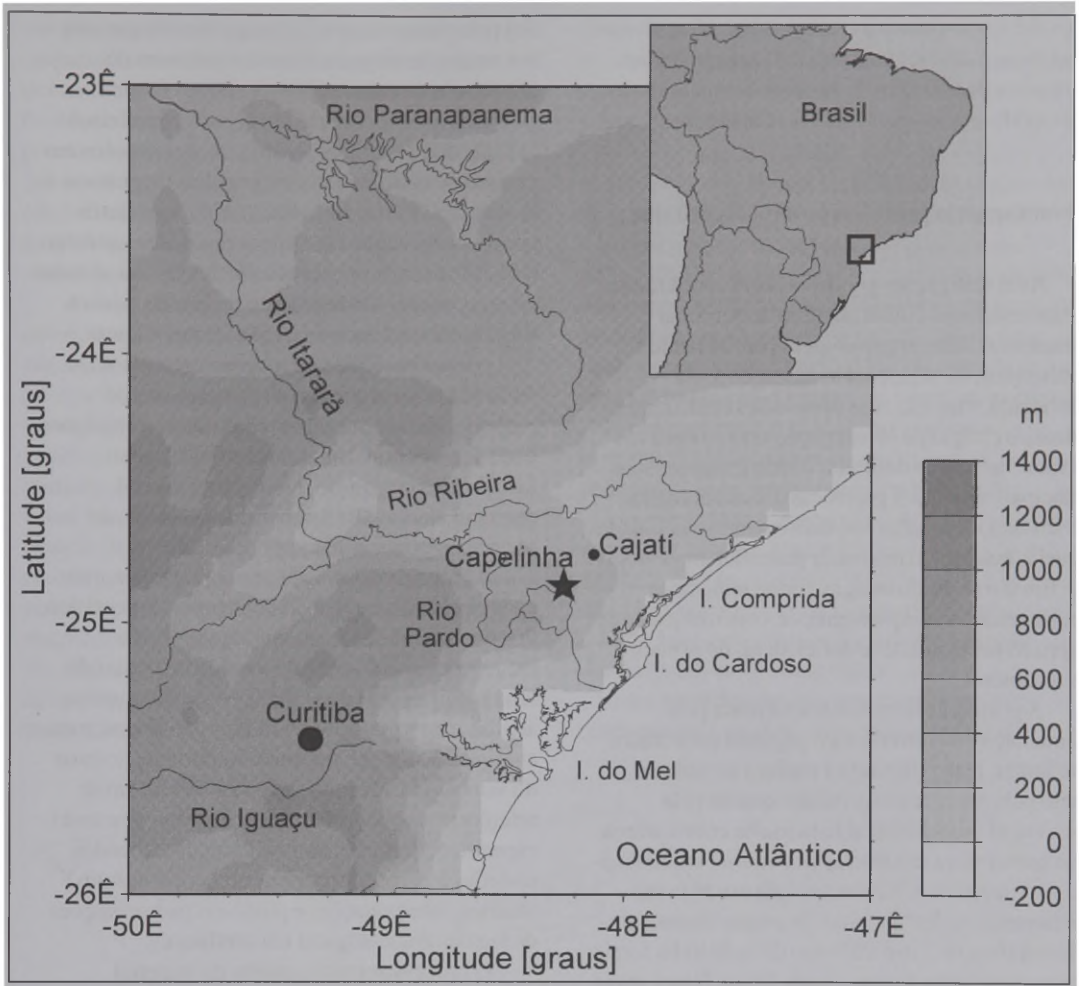 Brasil
-23Ê
Rio Paranapanema
Rio Itararã
-24Ê
Latitude [graus]
m
1400
1200
1000
800
600
400
200
0
-200
Rio Ribeira
Capelinha
Cajatí
-25Ê
Rio
Pardo
I. Comprida
I. do Cardoso
Curitiba
I. do Mel
Rio Iguaçu
Oceano Atlântico
-26Ê
-50Ê
-49Ê
-48Ê
-47Ê
Longitude [graus]